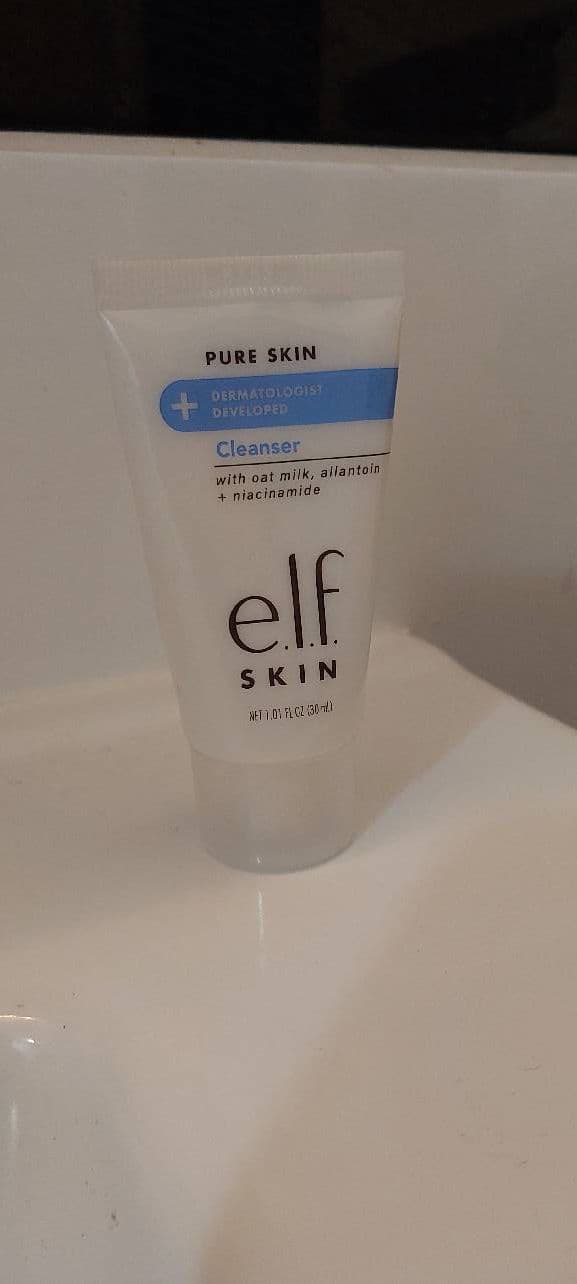 PURE SKIN
DERMATOLOGIST
DEVELOPED
Cleanser
with oat milk, allantoin
+ niacinamide
e.l.f.
SKIN
NET 1.01 FL OZ (30 mL)